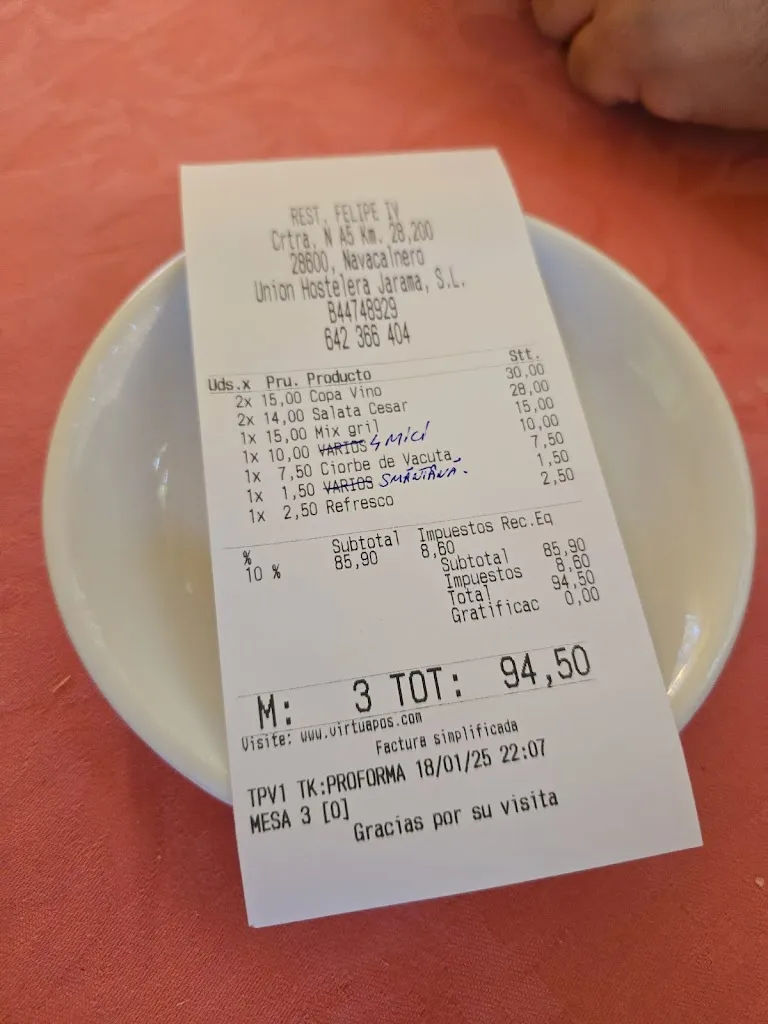 REST. FELIPE IV
Crtra. N A5 Km. 28,200
28600, Navacalnero
Union Hostelera Jarama, S.L.
B44748929
642 366 404
Uds.x Pru. Producto Stt.
2x 15,00 Copa Vino 30,00
2x 14,00 Salata Cesar 28,00
1x 15,00 Mix gril 15,00
1x 10,00 VARIOS 4 MICI 10,00
1x 7,50 Ciorbe de Vacuta 7,50
1x 1,50 VARIOS SMÂNTÂNĂ. 1,50
1x 2,50 Refresco 2,50
% Subtotal Impuestos Rec.Eq
10 % 85,90 8,60
Subtotal 85,90
Impuestos 8,60
Total 94,50
Gratificac 0,00
M: 3 TOT: 94,50
Visite: www.virtuapos.com
Factura simplificada
TPV1 TK:PROFORMA 18/01/25 22:07
MESA 3 [0]
Gracias por su visita